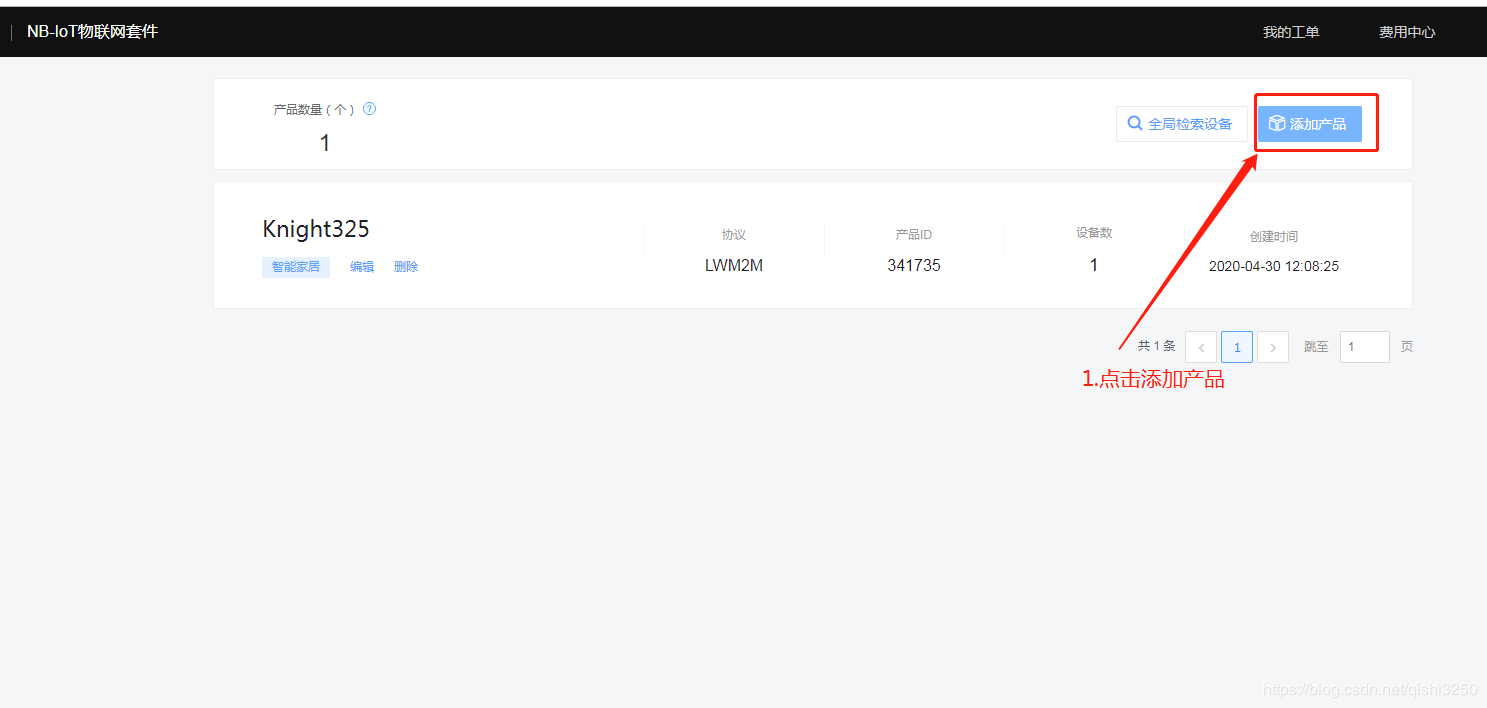 NB-IoT物联网套件 我的工单 费用中心
产品数量 ( 个 ) ?
1
全局检索设备 添加产品
Knight325
智能家居 编辑 删除
协议 产品ID 设备数 创建时间
LWM2M 341735 1 2020-04-30 12:08:25
共 1 条 < 1 > 跳至 1 页
1.点击添加产品
https://blog.csdn.net/qishi3250